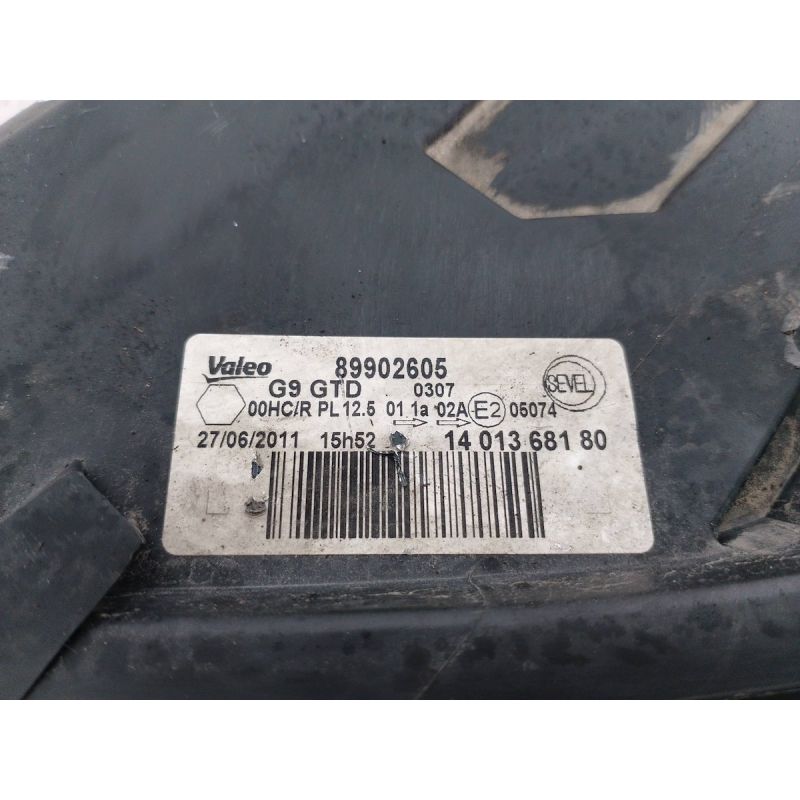 Valeo 89902605
G9 GTD 0307 SEVEL
00HC/R PL 12.5 01 1a 02A E2 05074
27/06/2011 15h52 14 013 681 80